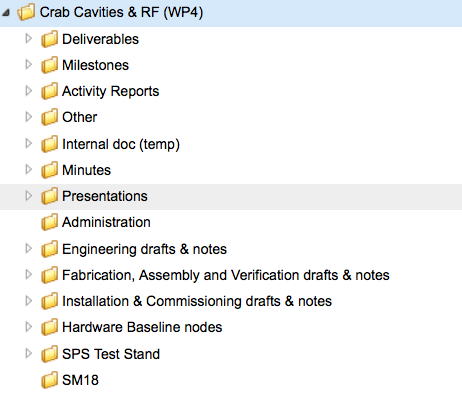 Crab Cavities & RF (WP4)
Deliverables
Milestones
Activity Reports
Other
Internal doc (temp)
Minutes
Presentations
Administration
Engineering drafts & notes
Fabrication, Assembly and Verification drafts & notes
Installation & Commissioning drafts & notes
Hardware Baseline nodes
SPS Test Stand
SM18